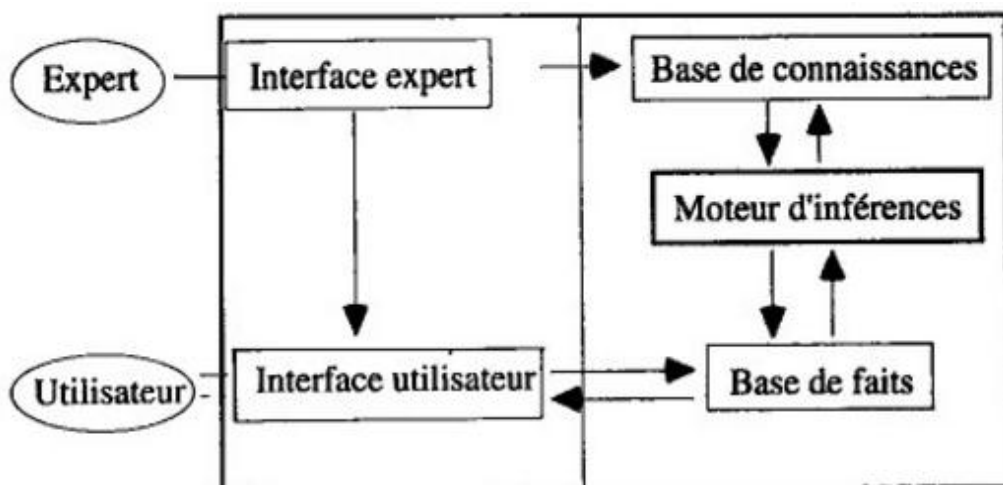 Expert
Interface expert
Base de connaissances
Moteur d'inférences
Utilisateur
Interface utilisateur
Base de faits